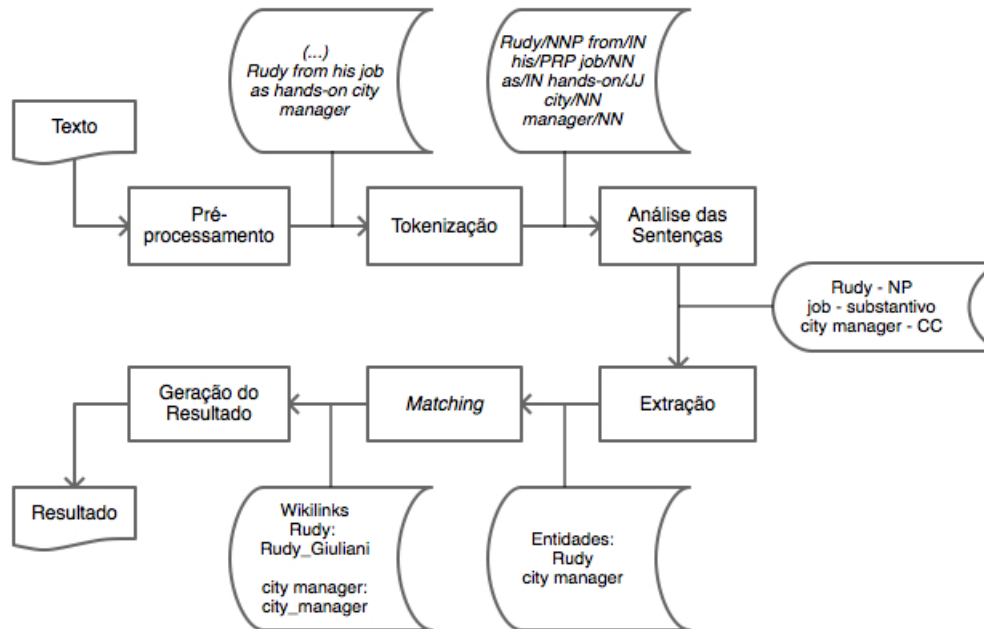 Texto
(...)
Rudy from his job
as hands-on city
manager
Rudy/NNP from/IN
his/PRP job/NN
as/IN hands-on/JJ
city/NN
manager/NN
Pré-
processamento
Tokenização
Análise das
Sentenças
Rudy - NP
job - substantivo
city manager - CC
Extração
Matching
Geração do
Resultado
Resultado
Wikilinks
Rudy:
Rudy_Giuliani
city manager:
city_manager
Entidades:
Rudy
city manager